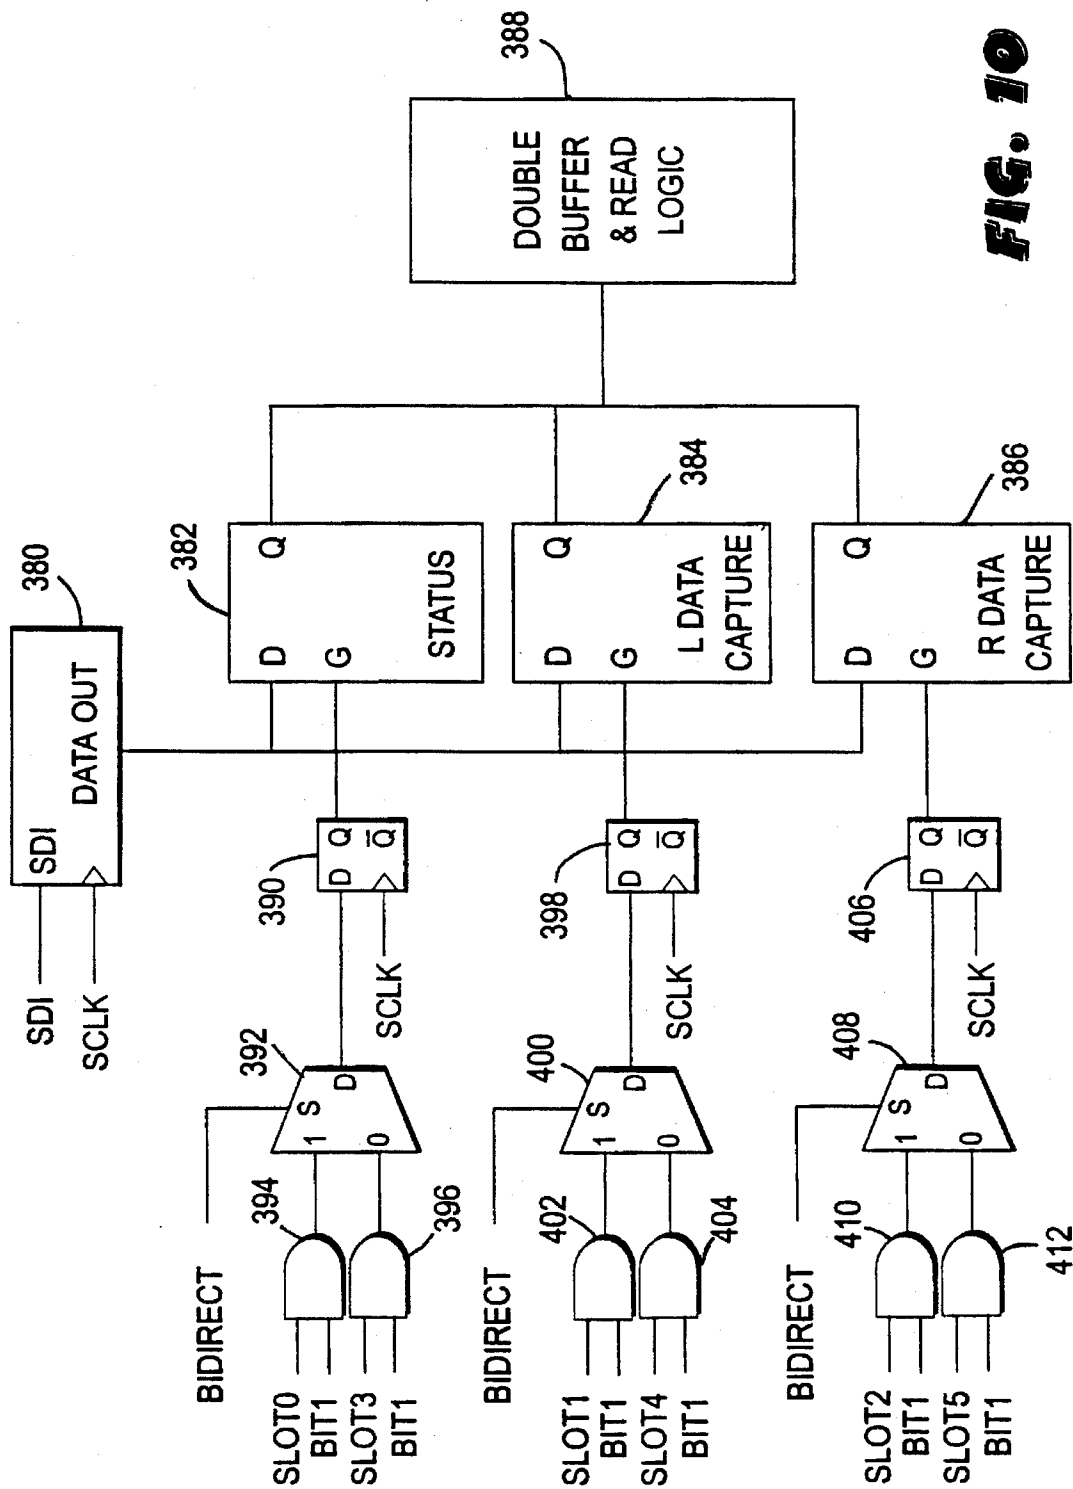 SDI
SCLK
SDI
DATA OUT
380
BIDIRECT
SLOT0
BIT1
SLOT3
BIT1
394
396
1
0
S
D
392
SCLK
390
D
Q
Q̅
382
D
G
Q
STATUS
BIDIRECT
SLOT1
BIT1
SLOT4
BIT1
402
404
1
0
S
D
400
SCLK
398
D
Q
Q̅
384
D
G
Q
L DATA
CAPTURE
BIDIRECT
SLOT2
BIT1
SLOT5
BIT1
410
412
1
0
S
D
408
SCLK
406
D
Q
Q̅
386
D
G
Q
R DATA
CAPTURE
388
DOUBLE
BUFFER
& READ
LOGIC
FIG. 10